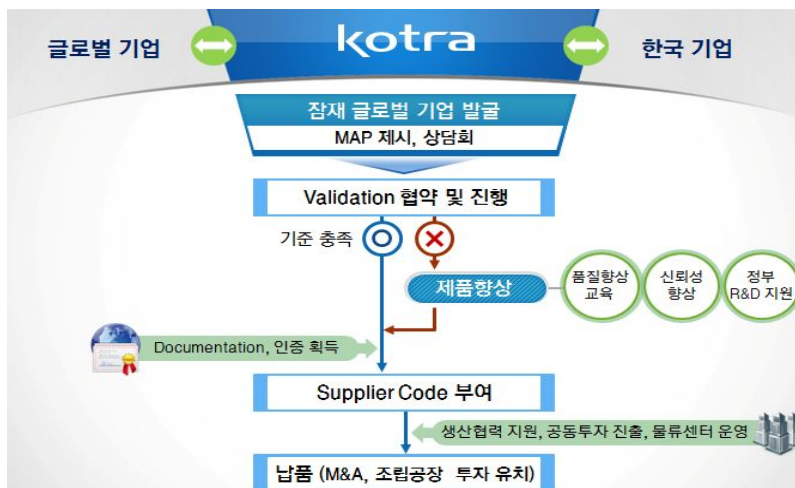 글로벌 기업
kotra
한국 기업
잠재 글로벌 기업 발굴
MAP 제시, 상담회
Validation 협약 및 진행
기준 충족
제품향상
품질향상
교육
신뢰성
향상
정부
R&D 지원
Documentation, 인증 획득
Supplier Code 부여
생산협력 지원, 공동투자 진출, 물류센터 운영
납품 (M&A, 조립공장 투자 유치)